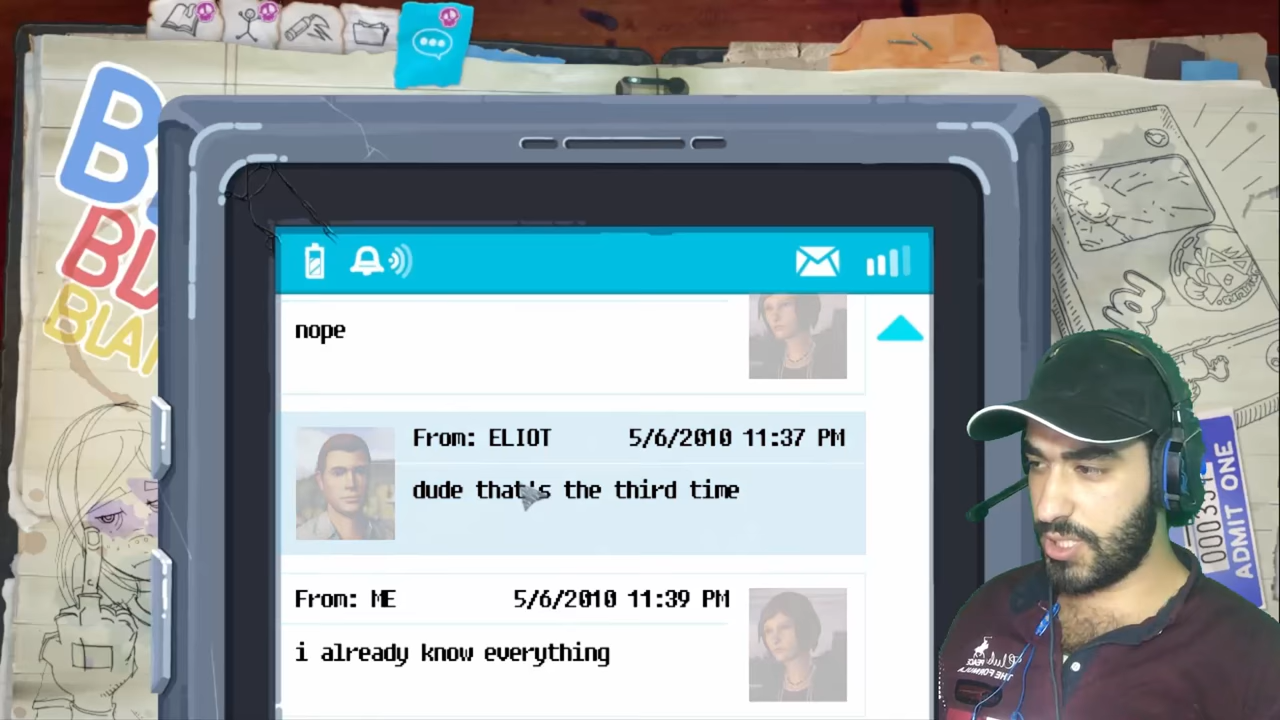 nope
From: ELIOT 5/6/2010 11:37 PM
dude that's the third time
From: ME 5/6/2010 11:39 PM
i already know everything
BLA
ADMIT ONE